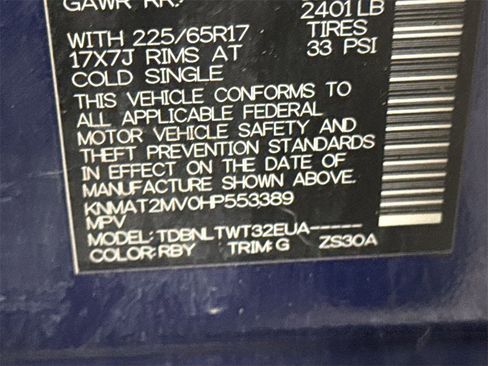 GAWR RR:
2401LB
WITH 225/65R17 TIRES
17X7J RIMS AT 33 PSI
COLD SINGLE
THIS VEHICLE CONFORMS TO
ALL APPLICABLE FEDERAL
MOTOR VEHICLE SAFETY AND
THEFT PREVENTION STANDARDS
IN EFFECT ON THE DATE OF
MANUFACTURE SHOWN ABOVE.
KNMAT2MV0HP553389
MPV
MODEL:TDBNLTWT32EUA-----
COLOR:RBY TRIM:G ZS30A